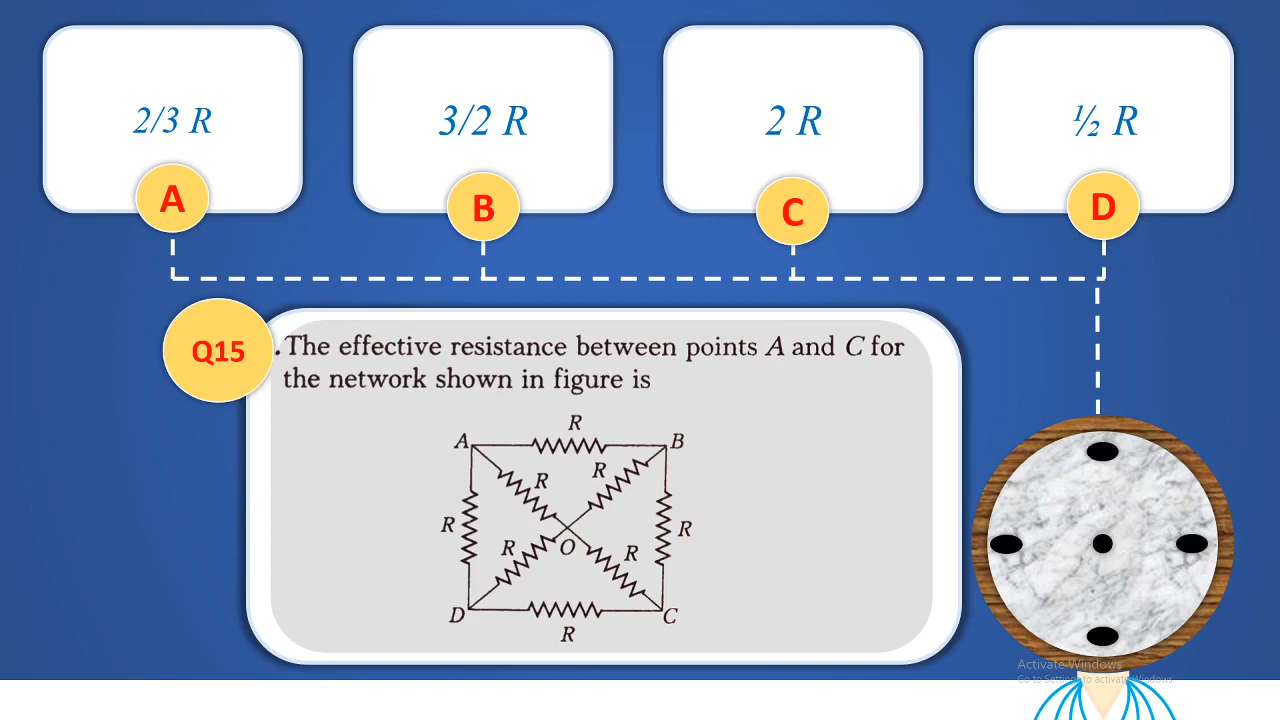 2/3 R
3/2 R
2 R
½ R
A
B
C
D
Q15
.The effective resistance between points A and C for
the network shown in figure is
R
A
B
R
R
R
R
R
O
R
D
C
R
Activate Windows
Go to Settings to activate Windows.